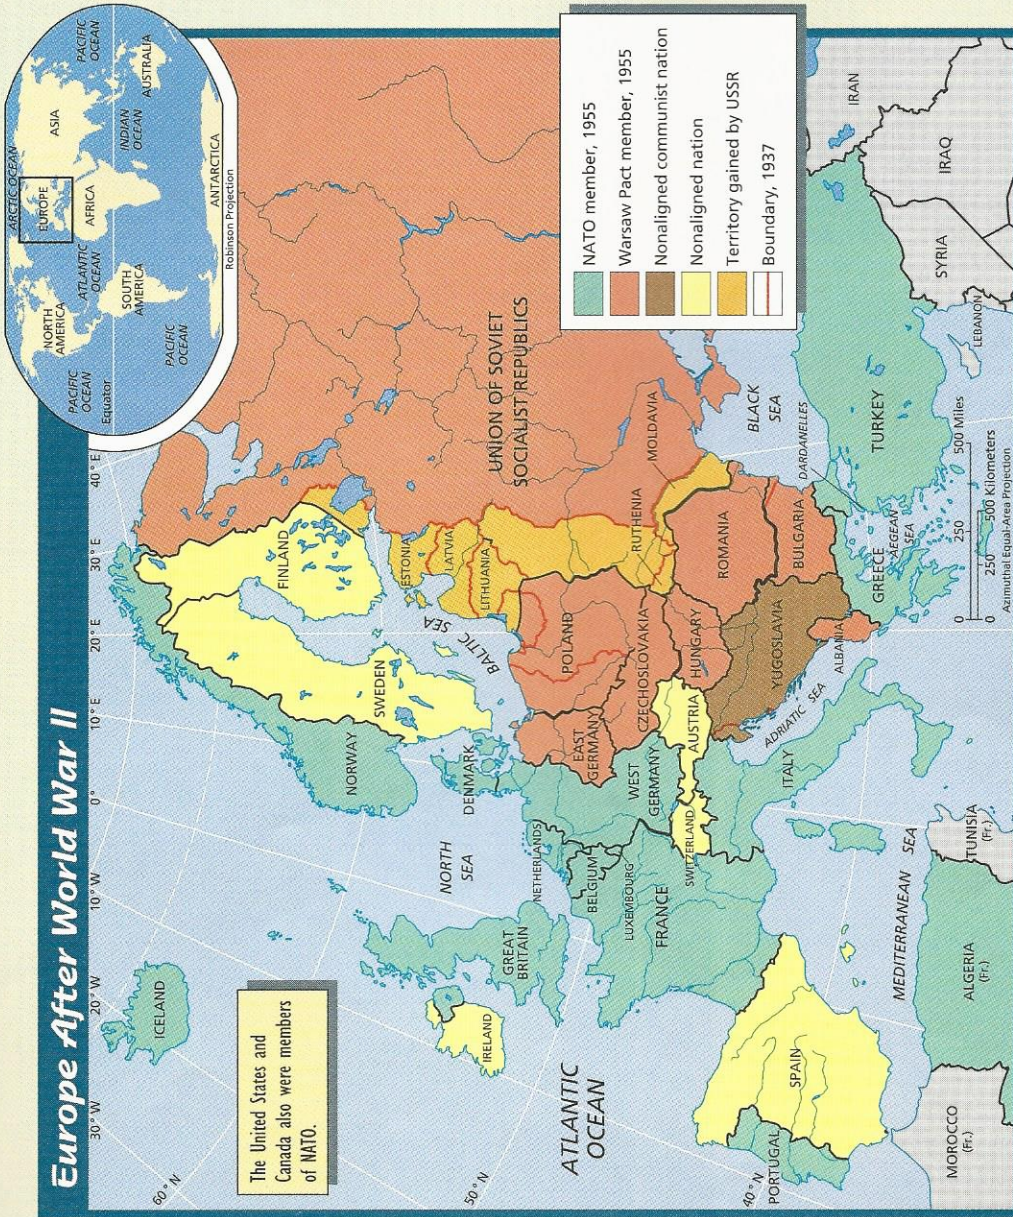 Europe After World War II
30° W
20° W
10° W
0°
10° E
20° E
30° E
40° E
60° N
50° N
40° N
The United States and
Canada also were members
of NATO.
ARCTIC OCEAN
NORTH
AMERICA
EUROPE
ASIA
PACIFIC
OCEAN
ATLANTIC
OCEAN
AFRICA
PACIFIC
OCEAN
Equator
SOUTH
AMERICA
INDIAN
OCEAN
AUSTRALIA
PACIFIC
OCEAN
ANTARCTICA
Robinson Projection
ICELAND
NORWAY
SWEDEN
FINLAND
UNION OF SOVIET
SOCIALIST REPUBLICS
ESTONIA
LATVIA
LITHUANIA
BALTIC SEA
NORTH
SEA
DENMARK
IRELAND
GREAT
BRITAIN
NETHERLANDS
BELGIUM
LUXEMBOURG
EAST
GERMANY
WEST
GERMANY
POLAND
CZECHOSLOVAKIA
RUTHENIA
MOLDAVIA
ATLANTIC
OCEAN
FRANCE
SWITZERLAND
AUSTRIA
HUNGARY
ROMANIA
YUGOSLAVIA
BULGARIA
BLACK
SEA
ADRIATIC SEA
ITALY
ALBANIA
GREECE
AEGEAN
SEA
DARDANELLES
TURKEY
PORTUGAL
SPAIN
MEDITERRANEAN SEA
MOROCCO
(Fr.)
ALGERIA
(Fr.)
TUNISIA
(Fr.)
LEBANON
SYRIA
IRAQ
IRAN
NATO member, 1955
Warsaw Pact member, 1955
Nonaligned communist nation
Nonaligned nation
Territory gained by USSR
Boundary, 1937
0 250 500 Miles
0 250 500 Kilometers
Azimuthal Equal-Area Projection